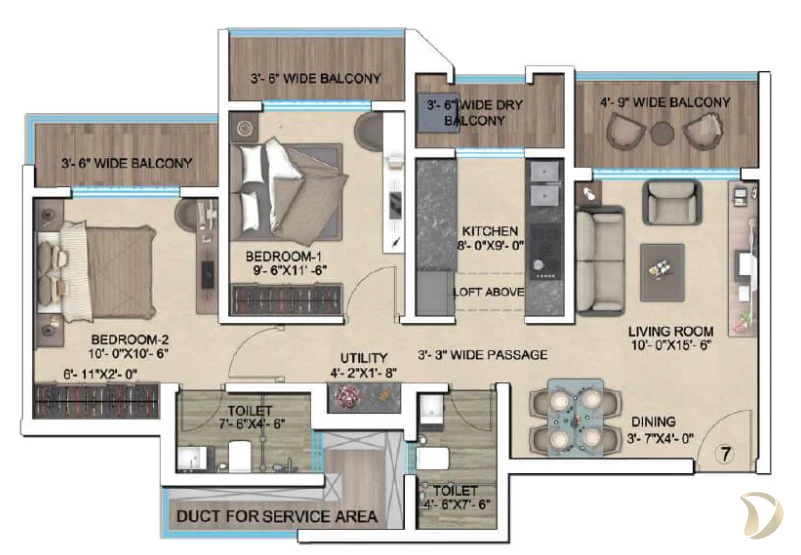 3'- 6" WIDE BALCONY
3'- 6" WIDE DRY
BALCONY
4'- 9" WIDE BALCONY
3'- 6" WIDE BALCONY
KITCHEN
8'- 0"X9'- 0"
BEDROOM-1
9'- 6"X11' -6"
LOFT ABOVE
BEDROOM-2
10'- 0"X10'- 6"
LIVING ROOM
10'- 0"X15'- 6"
UTILITY
4'- 2"X1'- 8"
3'- 3" WIDE PASSAGE
6'- 11"X2'- 0"
TOILET
7'- 6"X4'- 6"
DINING
3'- 7"X4'- 0"
7
TOILET
4'- 6"X7'- 6"
DUCT FOR SERVICE AREA